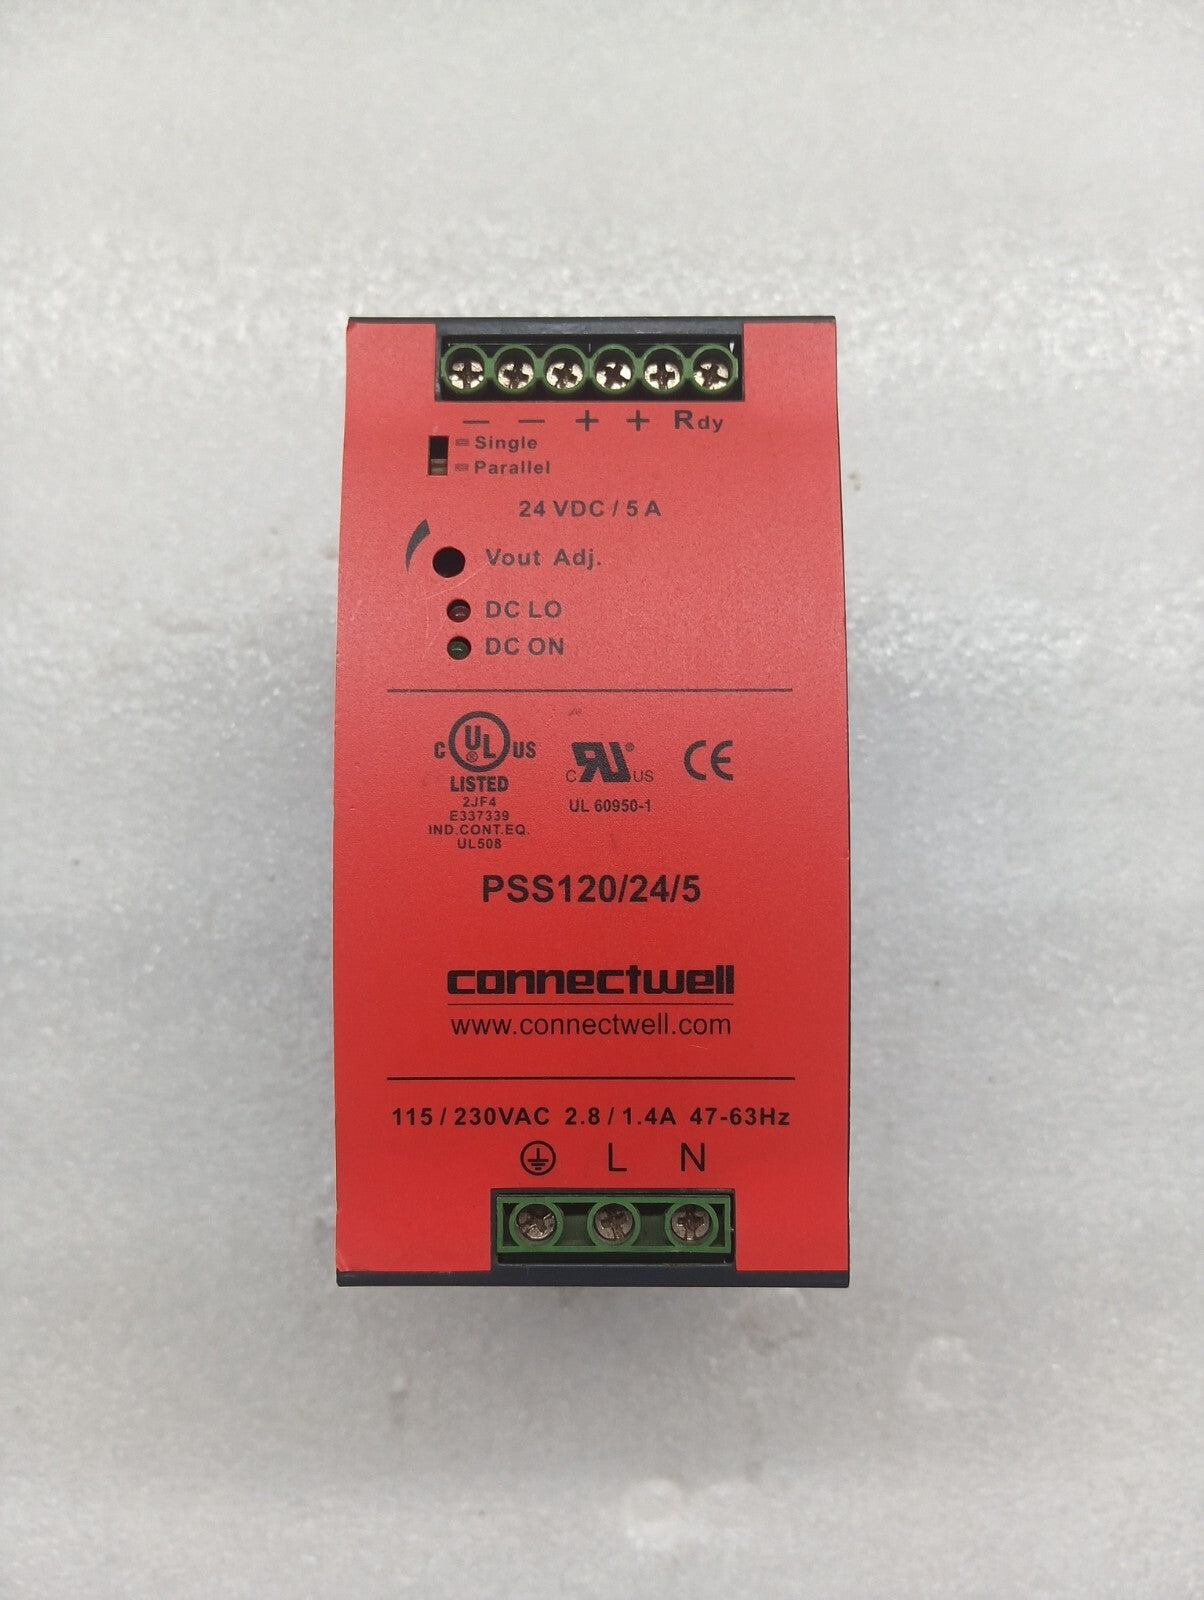 − − + + Rdy
Single
Parallel
24 VDC / 5 A
Vout Adj.
DC LO
DC ON
C UL ® US
LISTED
2JF4
E337339
IND.CONT.EQ.
UL508
C RU ® US
UL 60950-1
CE
PSS120/24/5
connectwell
www.connectwell.com
115 / 230VAC 2.8 / 1.4A 47-63Hz
L N